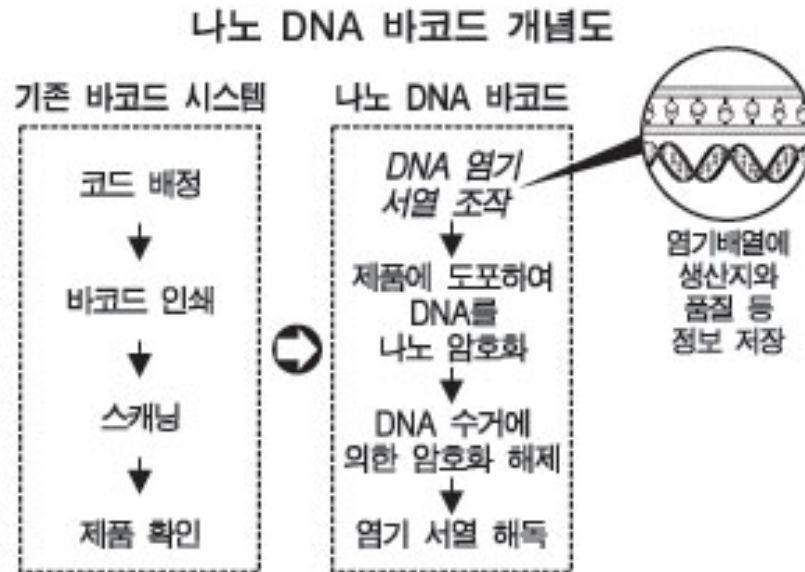 나노 DNA 바코드 개념도
기존 바코드 시스템
코드 배정
바코드 인쇄
스캐닝
제품 확인
나노 DNA 바코드
DNA 염기
서열 조작
제품에 도포하여
DNA를
나노 암호화
DNA 수거에
의한 암호화 해제
염기 서열 해독
염기배열에
생산지와
품질 등
정보 저장